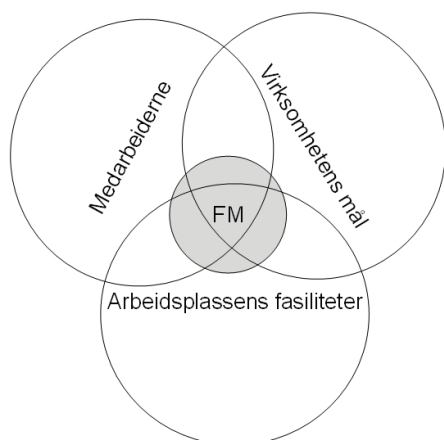 Medarbeiderne
Virksomhetens mål
FM
Arbeidsplassens fasiliteter